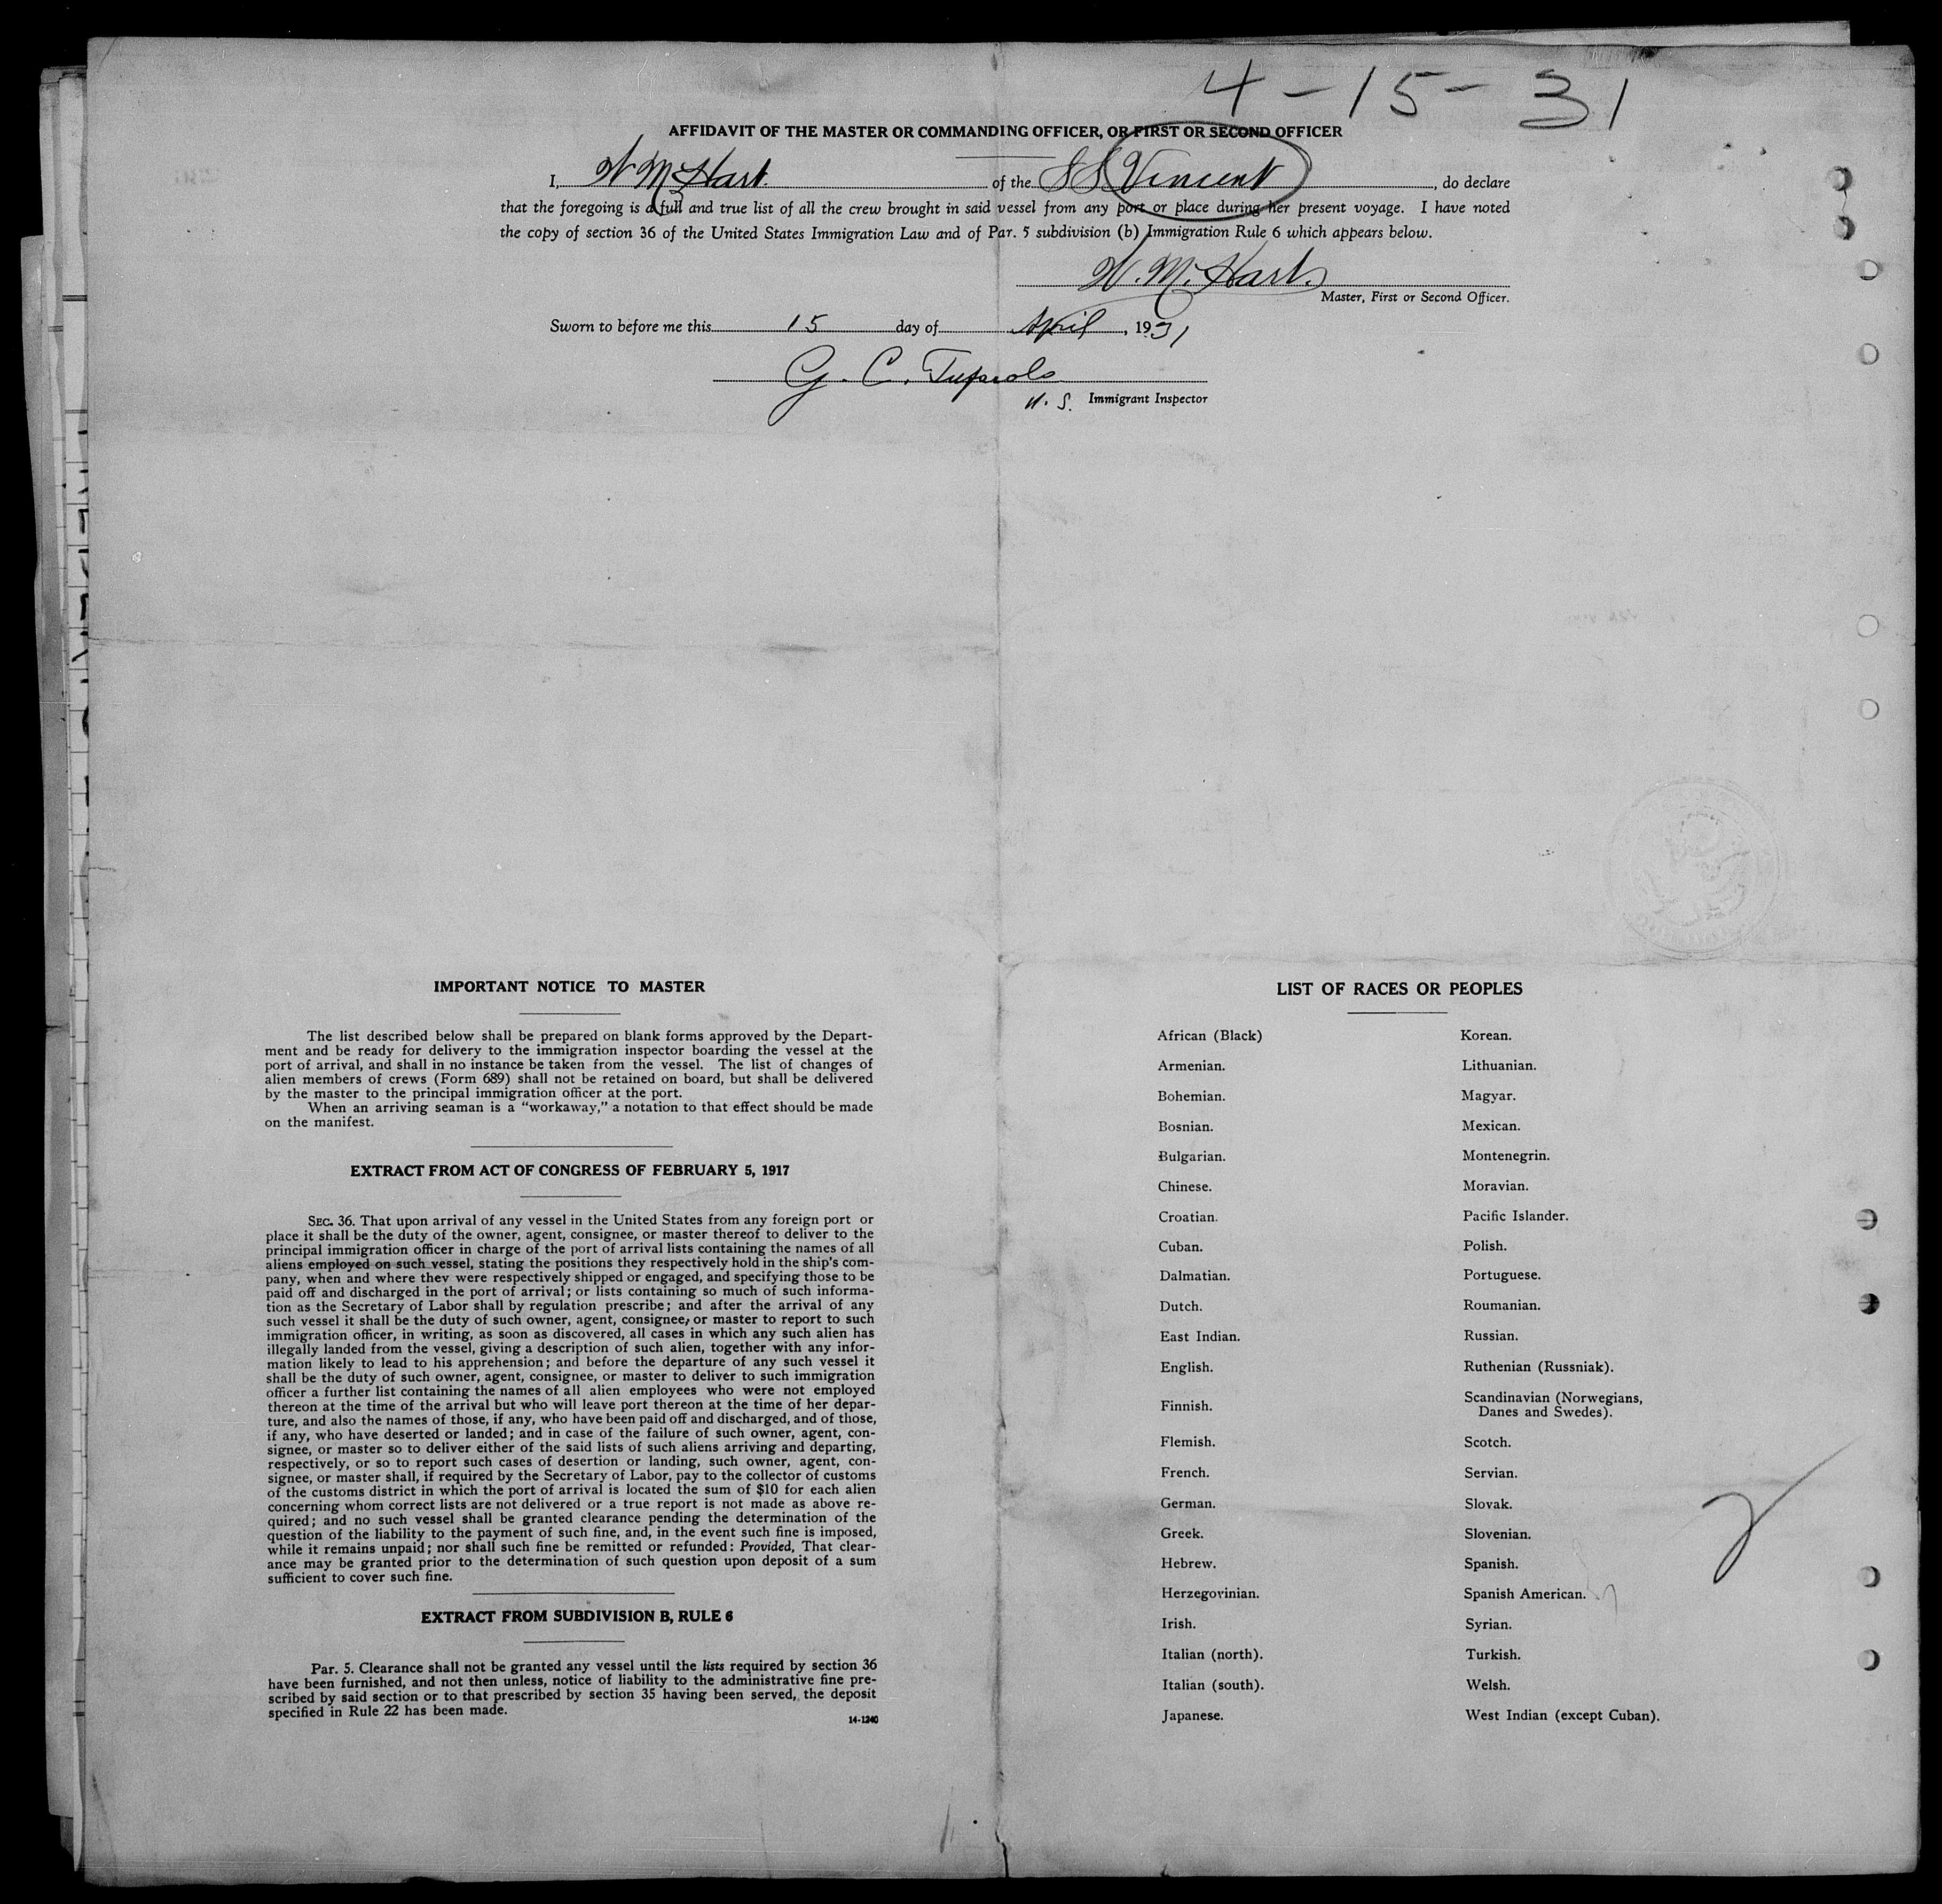 4-15-31
AFFIDAVIT OF THE MASTER OR COMMANDING OFFICER, OR FIRST OR SECOND OFFICER
I, W. M. Hart. of the SS Vincent, do declare
that the foregoing is a full and true list of all the crew brought in said vessel from any port or place during her present voyage. I have noted
the copy of section 36 of the United States Immigration Law and of Par. 5 subdivision (b) Immigration Rule 6 which appears below.
W. M. Hart.
Master, First or Second Officer.
Sworn to before me this 15 day of April, 1931
G. C.
U. S. Immigrant Inspector
IMPORTANT NOTICE TO MASTER
The list described below shall be prepared on blank forms approved by the Depart-
ment and be ready for delivery to the immigration inspector boarding the vessel at the
port of arrival, and shall in no instance be taken from the vessel. The list of changes of
alien members of crews (Form 689) shall not be retained on board, but shall be delivered
by the master to the principal immigration officer at the port.
When an arriving seaman is a “workaway,” a notation to that effect should be made
on the manifest.
EXTRACT FROM ACT OF CONGRESS OF FEBRUARY 5, 1917
SEC. 36. That upon arrival of any vessel in the United States from any foreign port or
place it shall be the duty of the owner, agent, consignee, or master thereof to deliver to the
principal immigration officer in charge of the port of arrival lists containing the names of all
aliens employed on such vessel, stating the positions they respectively hold in the ship's com-
pany, when and where they were respectively shipped or engaged, and specifying those to be
paid off and discharged in the port of arrival; or lists containing so much of such informa-
tion as the Secretary of Labor shall by regulation prescribe; and after the arrival of any
such vessel it shall be the duty of such owner, agent, consignee, or master to report to such
immigration officer, in writing, as soon as discovered, all cases in which any such alien has
illegally landed from the vessel, giving a description of such alien, together with any infor-
mation likely to lead to his apprehension; and before the departure of any such vessel it
shall be the duty of such owner, agent, consignee, or master to deliver to such immigration
officer a further list containing the names of all alien employees who were not employed
thereon at the time of the arrival but who will leave port thereon at the time of her depar-
ture, and also the names of those, if any, who have been paid off and discharged, and of those,
if any, who have deserted or landed; and in case of the failure of such owner, agent, con-
signee, or master so to deliver either of the said lists of such aliens arriving and departing,
respectively, or so to report such cases of desertion or landing, such owner, agent, con-
signee, or master shall, if required by the Secretary of Labor, pay to the collector of customs
of the customs district in which the port of arrival is located the sum of $10 for each alien
concerning whom correct lists are not delivered or a true report is not made as above re-
quired; and no such vessel shall be granted clearance pending the determination of the
question of the liability to the payment of such fine, and, in the event such fine is imposed,
while it remains unpaid; nor shall such fine be remitted or refunded: Provided, That clear-
ance may be granted prior to the determination of such question upon deposit of a sum
sufficient to cover such fine.
EXTRACT FROM SUBDIVISION B, RULE 6
Par. 5. Clearance shall not be granted any vessel until the lists required by section 36
have been furnished, and not then unless, notice of liability to the administrative fine pre-
scribed by said section or to that prescribed by section 35 having been served, the deposit
specified in Rule 22 has been made.
14-1240
LIST OF RACES OR PEOPLES
African (Black)
Armenian.
Bohemian.
Bosnian.
Bulgarian.
Chinese.
Croatian.
Cuban.
Dalmatian.
Dutch.
East Indian.
English.
Finnish.
Flemish.
French.
German.
Greek.
Hebrew.
Herzegovinian.
Irish.
Italian (north).
Italian (south).
Japanese.
Korean.
Lithuanian.
Magyar.
Mexican.
Montenegrin.
Moravian.
Pacific Islander.
Polish.
Portuguese.
Roumanian.
Russian.
Ruthenian (Russniak).
Scandinavian (Norwegians,
Danes and Swedes).
Scotch.
Servian.
Slovak.
Slovenian.
Spanish.
Spanish American.
Syrian.
Turkish.
Welsh.
West Indian (except Cuban).